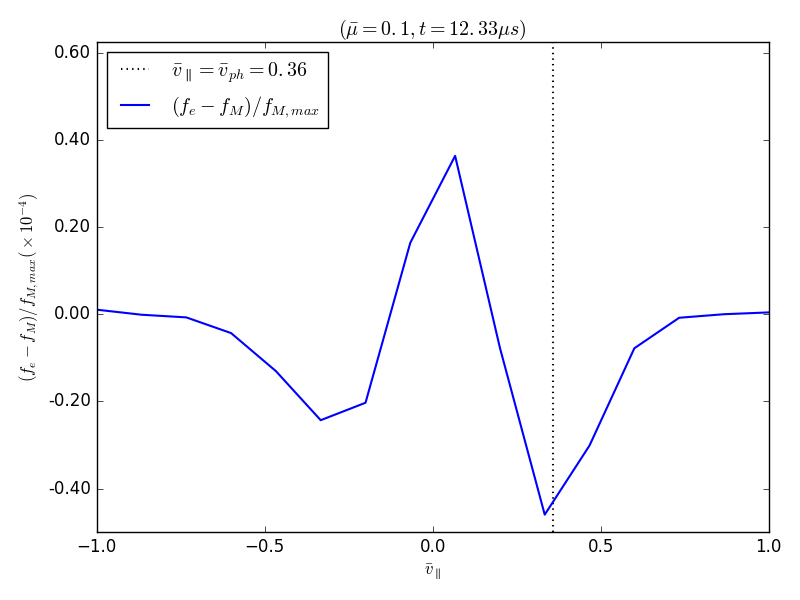 (μ̄ = 0.1, t = 12.33μs)
v̄∥ = v̄ph = 0.36
(fe − fM)/fM,max
0.60
0.40
0.20
0.00
-0.20
-0.40
(fe − fM)/fM,max(×10⁻⁴)
−1.0 −0.5 0.0 0.5 1.0
v̄∥